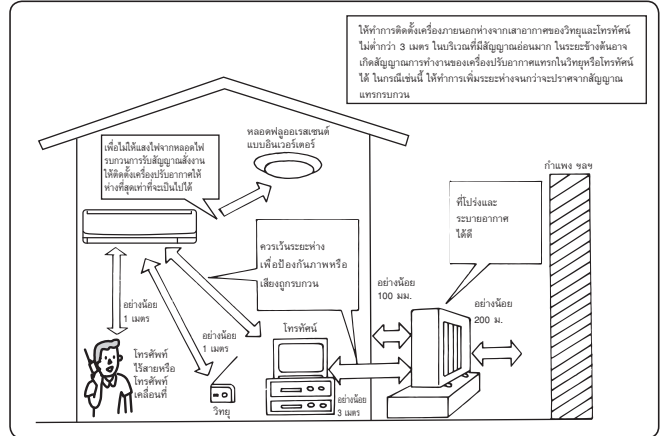 ให้ทำการติดตั้งเครื่องภายนอกห่างจากเสาอากาศของวิทยุและโทรทัศน์
ไม่ต่ำกว่า 3 เมตร ในบริเวณที่มีสัญญาณอ่อนมาก ในระยะข้างต้นอาจ
เกิดสัญญาณการทำงานของเครื่องปรับอากาศแทรกในวิทยุหรือโทรทัศน์
ได้ ในกรณีเช่นนี้ ให้ทำการเพิ่มระยะห่างจนกว่าจะปราศจากสัญญาณ
แทรกรบกวน
หลอดฟลูออเรสเซนต์
แบบอินเวอร์เตอร์
เพื่อไม่ให้แสงไฟจากหลอดไฟ
รบกวนการรับสัญญาณสั่งงาน
ให้ติดตั้งเครื่องปรับอากาศให้
ห่างที่สุดเท่าที่จะเป็นไปได้
กำแพง ฯลฯ
ที่โปร่งและ
ระบายอากาศ
ได้ดี
ควรเว้นระยะห่าง
เพื่อป้องกันภาพหรือ
เสียงถูกรบกวน
อย่างน้อย
100 มม.
อย่างน้อย
200 ม.
อย่างน้อย
1 เมตร
อย่างน้อย
1 เมตร
โทรทัศน์
โทรศัพท์
ไร้สายหรือ
โทรศัพท์
เคลื่อนที่
วิทยุ
อย่างน้อย
3 เมตร